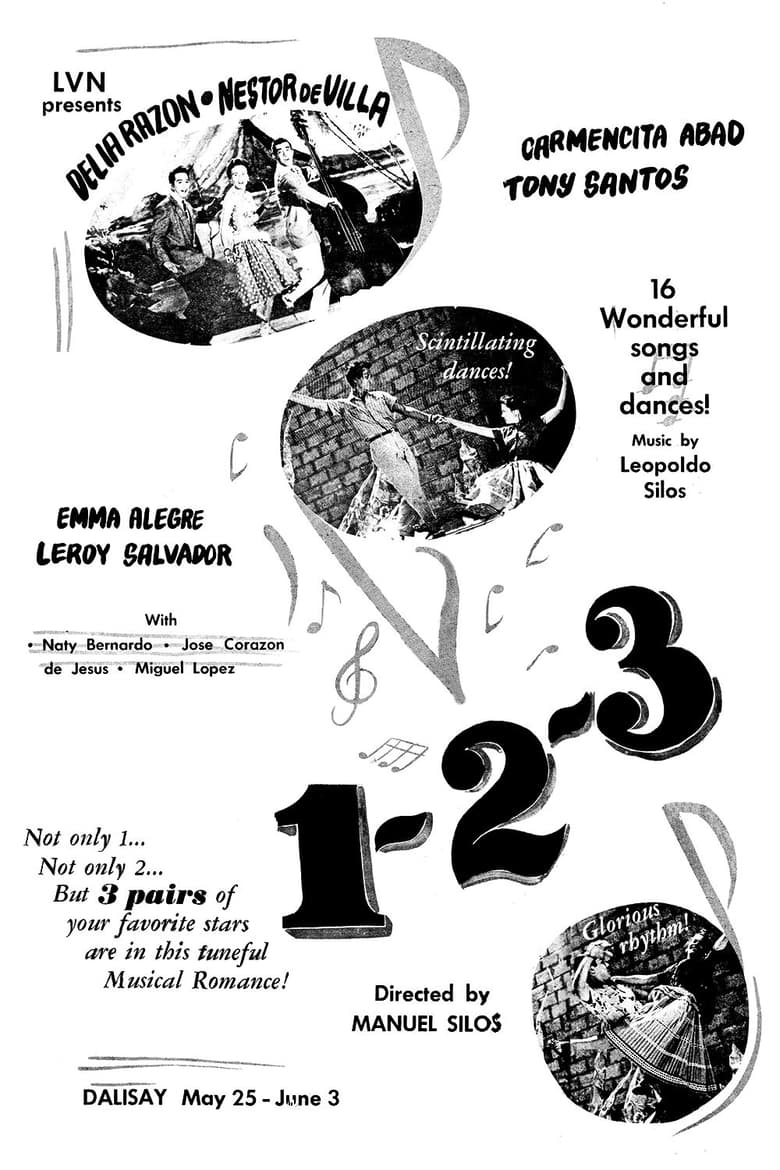 LVN
presents
DELIA RAZON • NESTOR DE VILLA
CARMENCITA ABAD
TONY SANTOS
16
Wonderful
songs
and
dances!
Music by
Leopoldo
Silos
Scintillating
dances!
EMMA ALEGRE
LEROY SALVADOR
With
• Naty Bernardo • Jose Corazon
de Jesus • Miguel Lopez
1-2-3
Not only 1...
Not only 2...
But 3 pairs of
your favorite stars
are in this tuneful
Musical Romance!
Glorious
rhythm!
Directed by
MANUEL SILOS
DALISAY May 25 - June 3